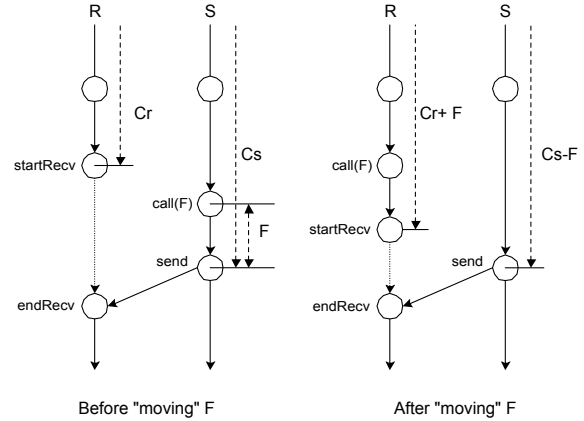 R S R S
Cr Cr+ F
startRecv Cs call(F) Cs-F
call(F)
F startRecv
send send
endRecv endRecv
Before "moving" F After "moving" F